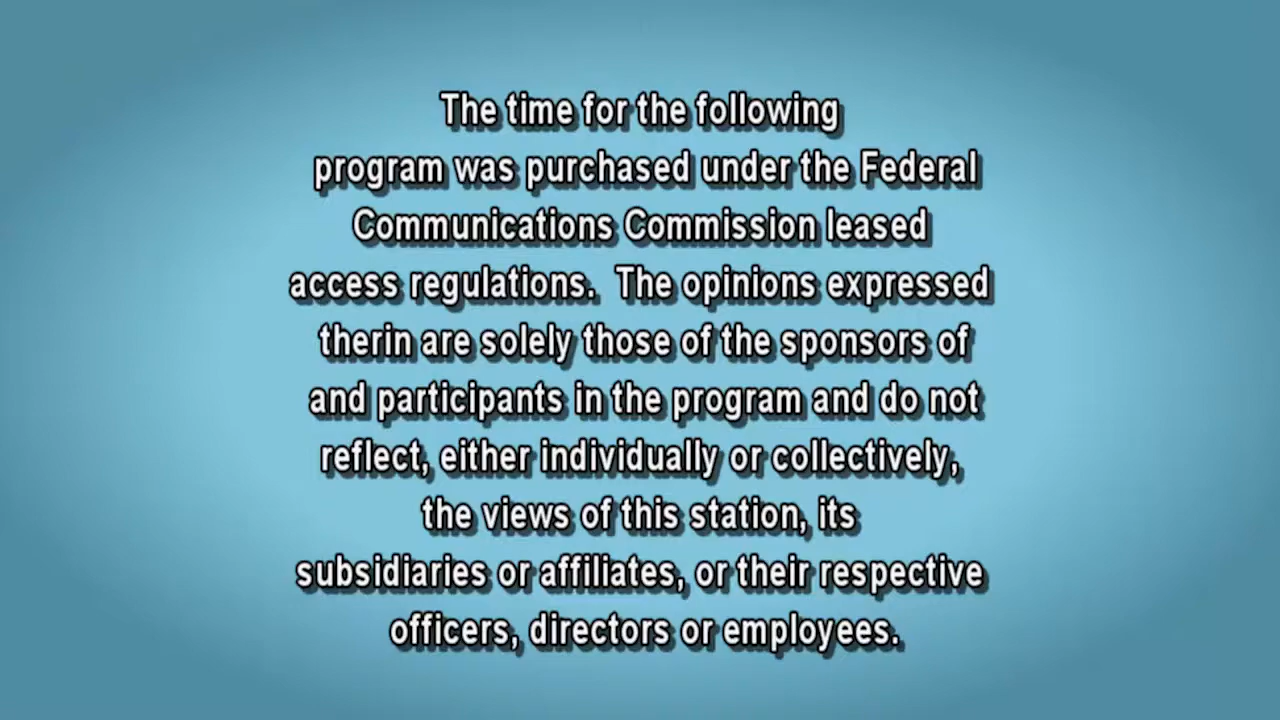 The time for the following
program was purchased under the Federal
Communications Commission leased
access regulations.  The opinions expressed
therin are solely those of the sponsors of
and participants in the program and do not
reflect, either individually or collectively,
the views of this station, its
subsidiaries or affiliates, or their respective
officers, directors or employees.